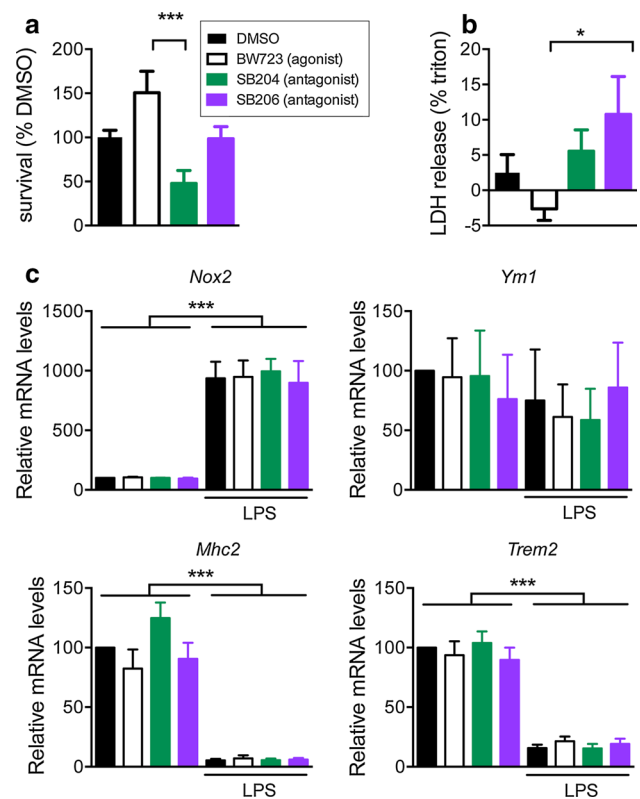 a
survival (% DMSO)
200
150
100
50
0
***
DMSO
BW723 (agonist)
SB204 (antagonist)
SB206 (antagonist)
b
LDH release (% triton)
20
15
10
5
0
-5
*
c
Nox2
Relative mRNA levels
1500
1000
500
0
***
LPS
Ym1
Relative mRNA levels
150
100
50
0
LPS
Mhc2
Relative mRNA levels
150
100
50
0
***
LPS
Trem2
Relative mRNA levels
150
100
50
0
***
LPS